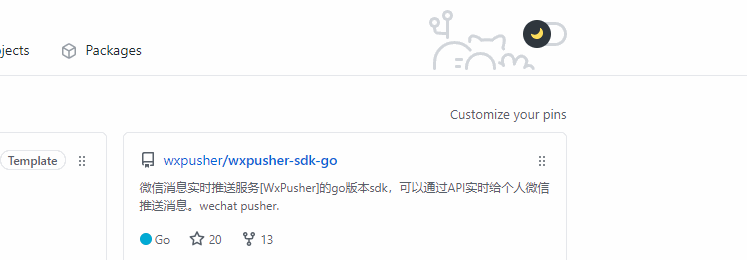 ojects
Packages
Customize your pins
Template
wxpusher/wxpusher-sdk-go
微信消息实时推送服务[WxPusher]的go版本sdk，可以通过API实时给个人微信
推送消息。wechat pusher.
Go
20
13